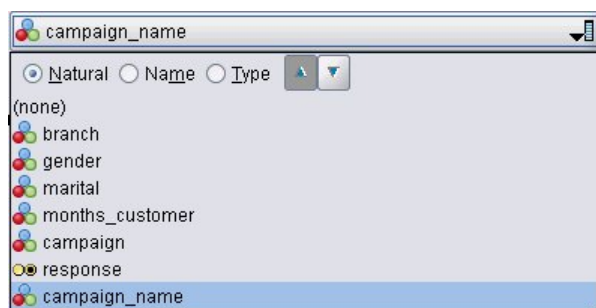 campaign_name
Natural Name Type
(none)
branch
gender
marital
months_customer
campaign
response
campaign_name